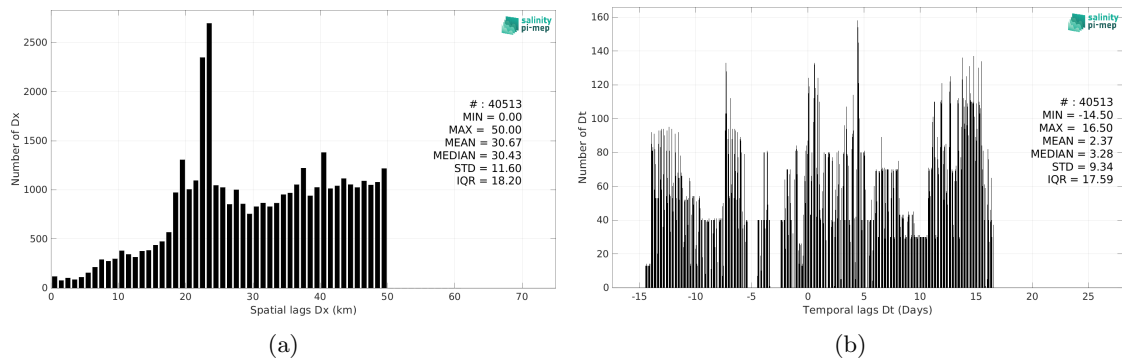 salinity
pi-mep
# : 40513
MIN = 0.00
MAX = 50.00
MEAN = 30.67
MEDIAN = 30.43
STD = 11.60
IQR = 18.20
Number of Dx
2500
2000
1500
1000
500
0
0 10 20 30 40 50 60 70
Spatial lags Dx (km)
(a)
salinity
pi-mep
# : 40513
MIN = -14.50
MAX = 16.50
MEAN = 2.37
MEDIAN = 3.28
STD = 9.34
IQR = 17.59
Number of Dt
160
140
120
100
80
60
40
20
0
-15 -10 -5 0 5 10 15 20 25
Temporal lags Dt (Days)
(b)